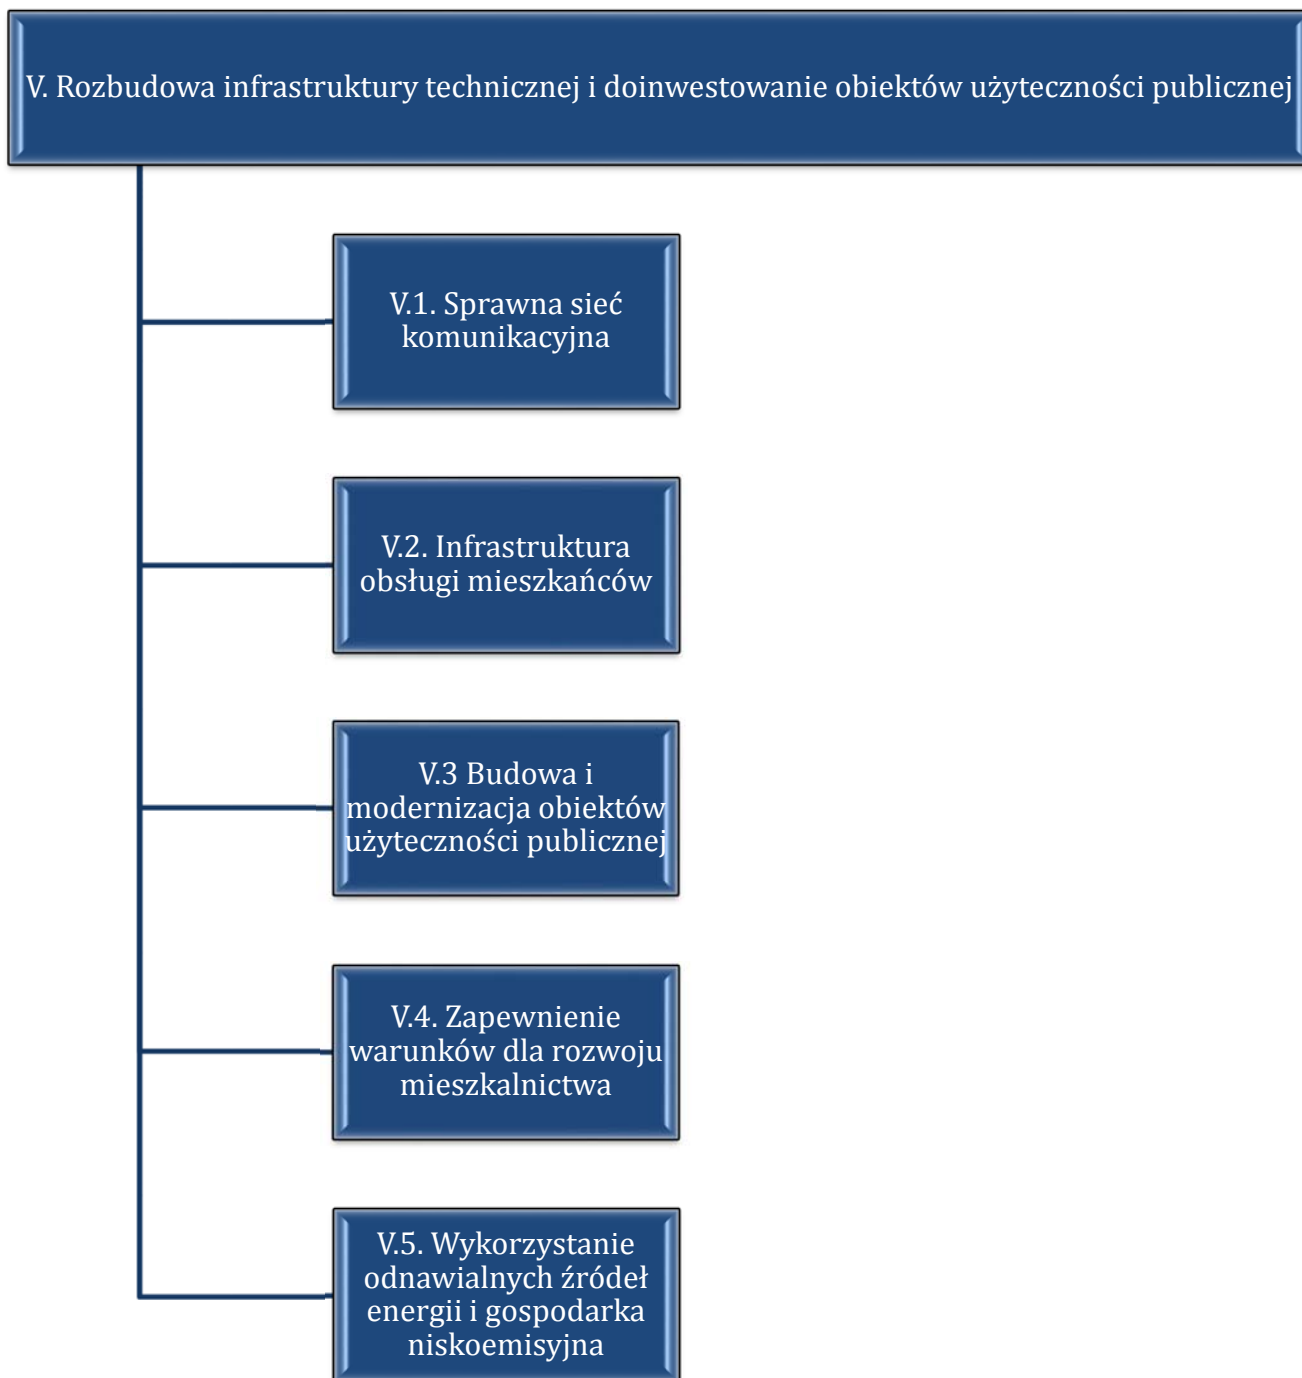 V. Rozbudowa infrastruktury technicznej i doinwestowanie obiektów użyteczności publicznej
V.1. Sprawna sieć
komunikacyjna
V.2. Infrastruktura
obsługi mieszkańców
V.3 Budowa i
modernizacja obiektów
użyteczności publicznej
V.4. Zapewnienie
warunków dla rozwoju
mieszkalnictwa
V.5. Wykorzystanie
odnawialnych źródeł
energii i gospodarka
niskoemisyjna